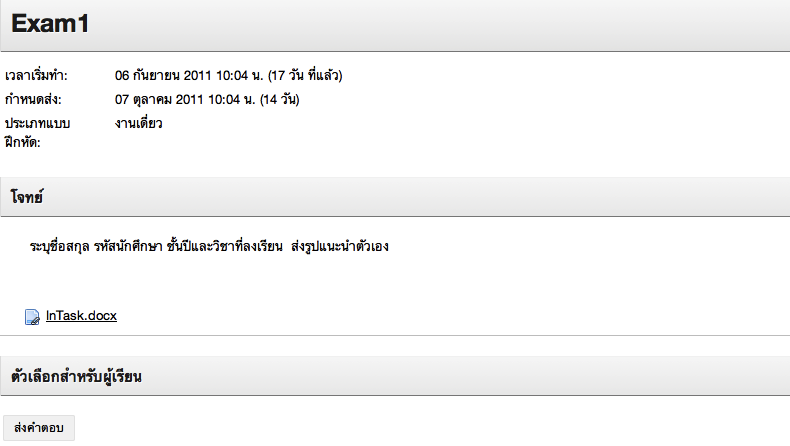 Exam1
เวลาเริ่มทำ: 06 กันยายน 2011 10:04 น. (17 วัน ที่แล้ว)
กำหนดส่ง: 07 ตุลาคม 2011 10:04 น. (14 วัน)
ประเภทแบบ งานเดี่ยว
ฝึกหัด:
โจทย์
ระบุชื่อสกุล รหัสนักศึกษา ชั้นปีและวิชาที่ลงเรียน ส่งรูปแนะนำตัวเอง
InTask.docx
ตัวเลือกสำหรับผู้เรียน
ส่งคำตอบ